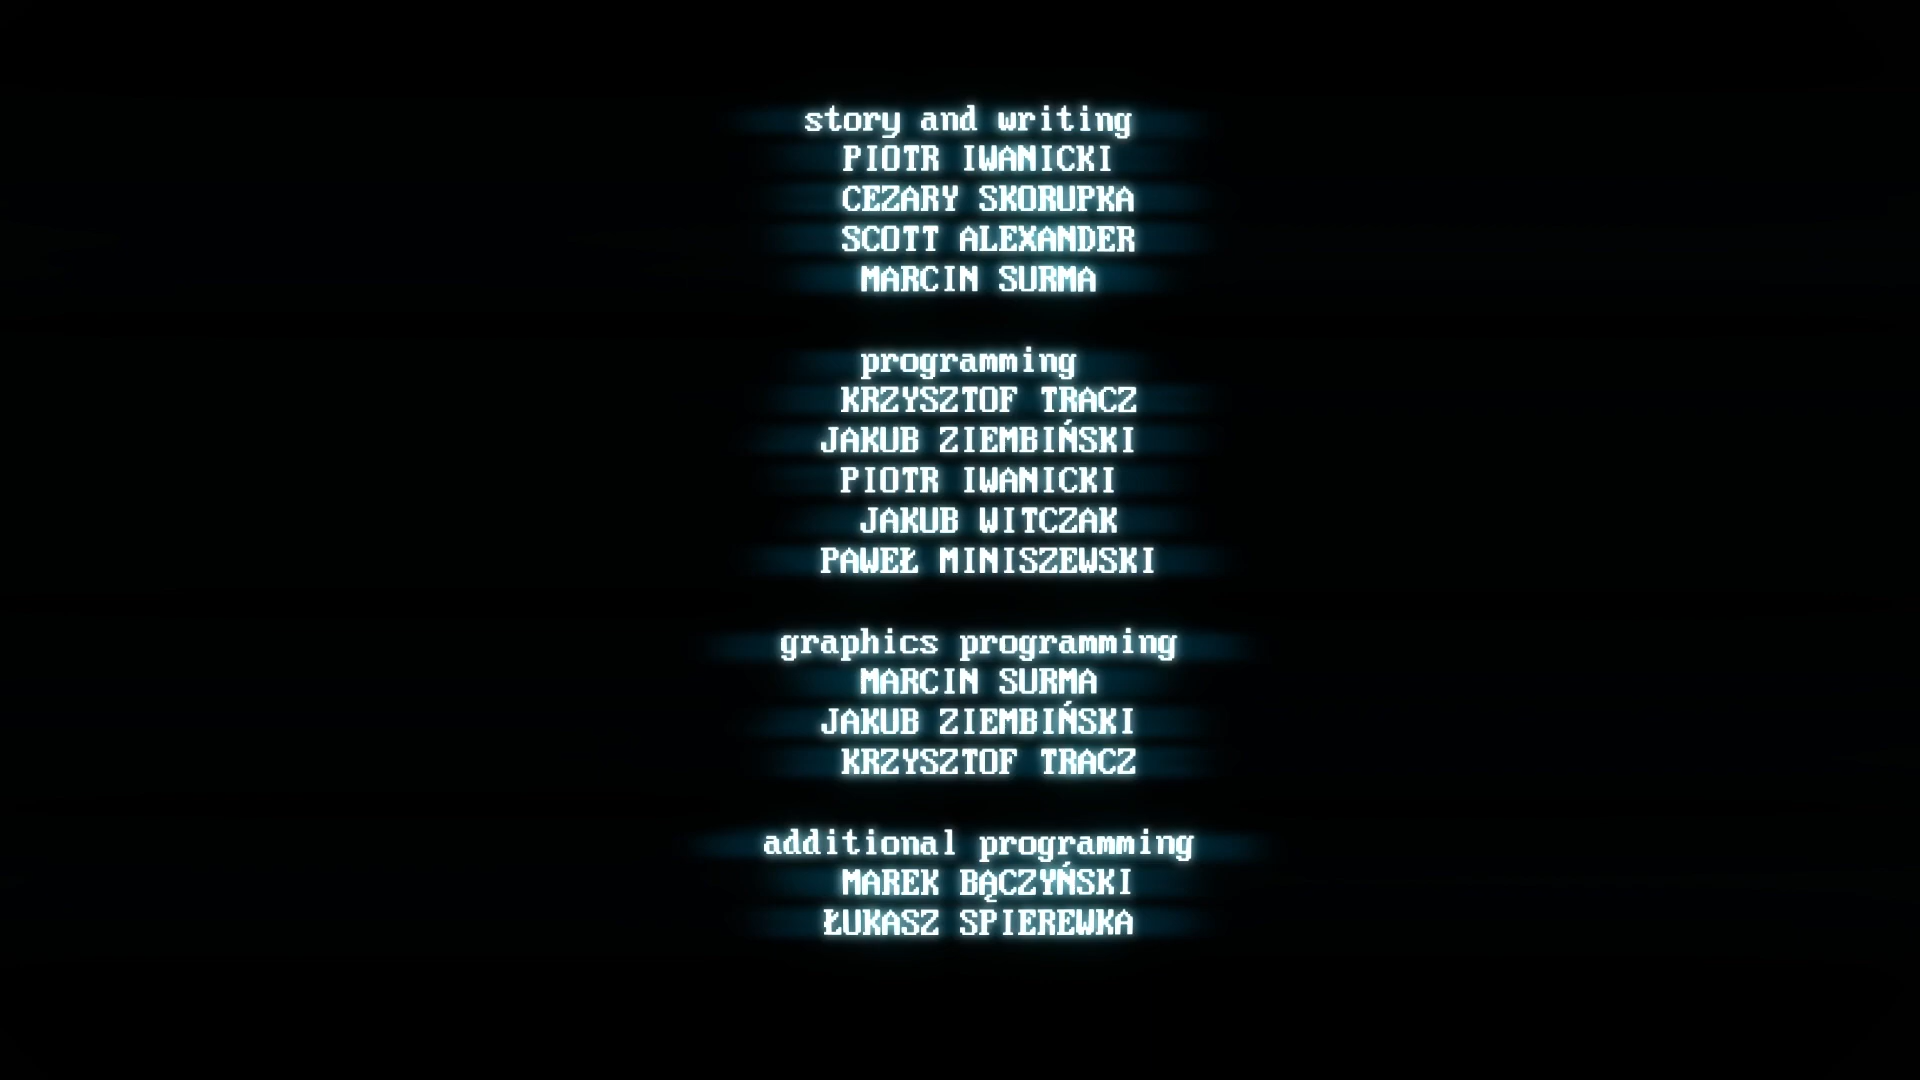 story and writing
PIOTR IWANICKI
CEZARY SKORUPKA
SCOTT ALEXANDER
MARCIN SURMA
programming
KRZYSZTOF TRACZ
JAKUB ZIEMBIŃSKI
PIOTR IWANICKI
JAKUB WITCZAK
PAWEŁ MINISZEWSKI
graphics programming
MARCIN SURMA
JAKUB ZIEMBIŃSKI
KRZYSZTOF TRACZ
additional programming
MAREK BĄCZYŃSKI
ŁUKASZ SPIEREWKA